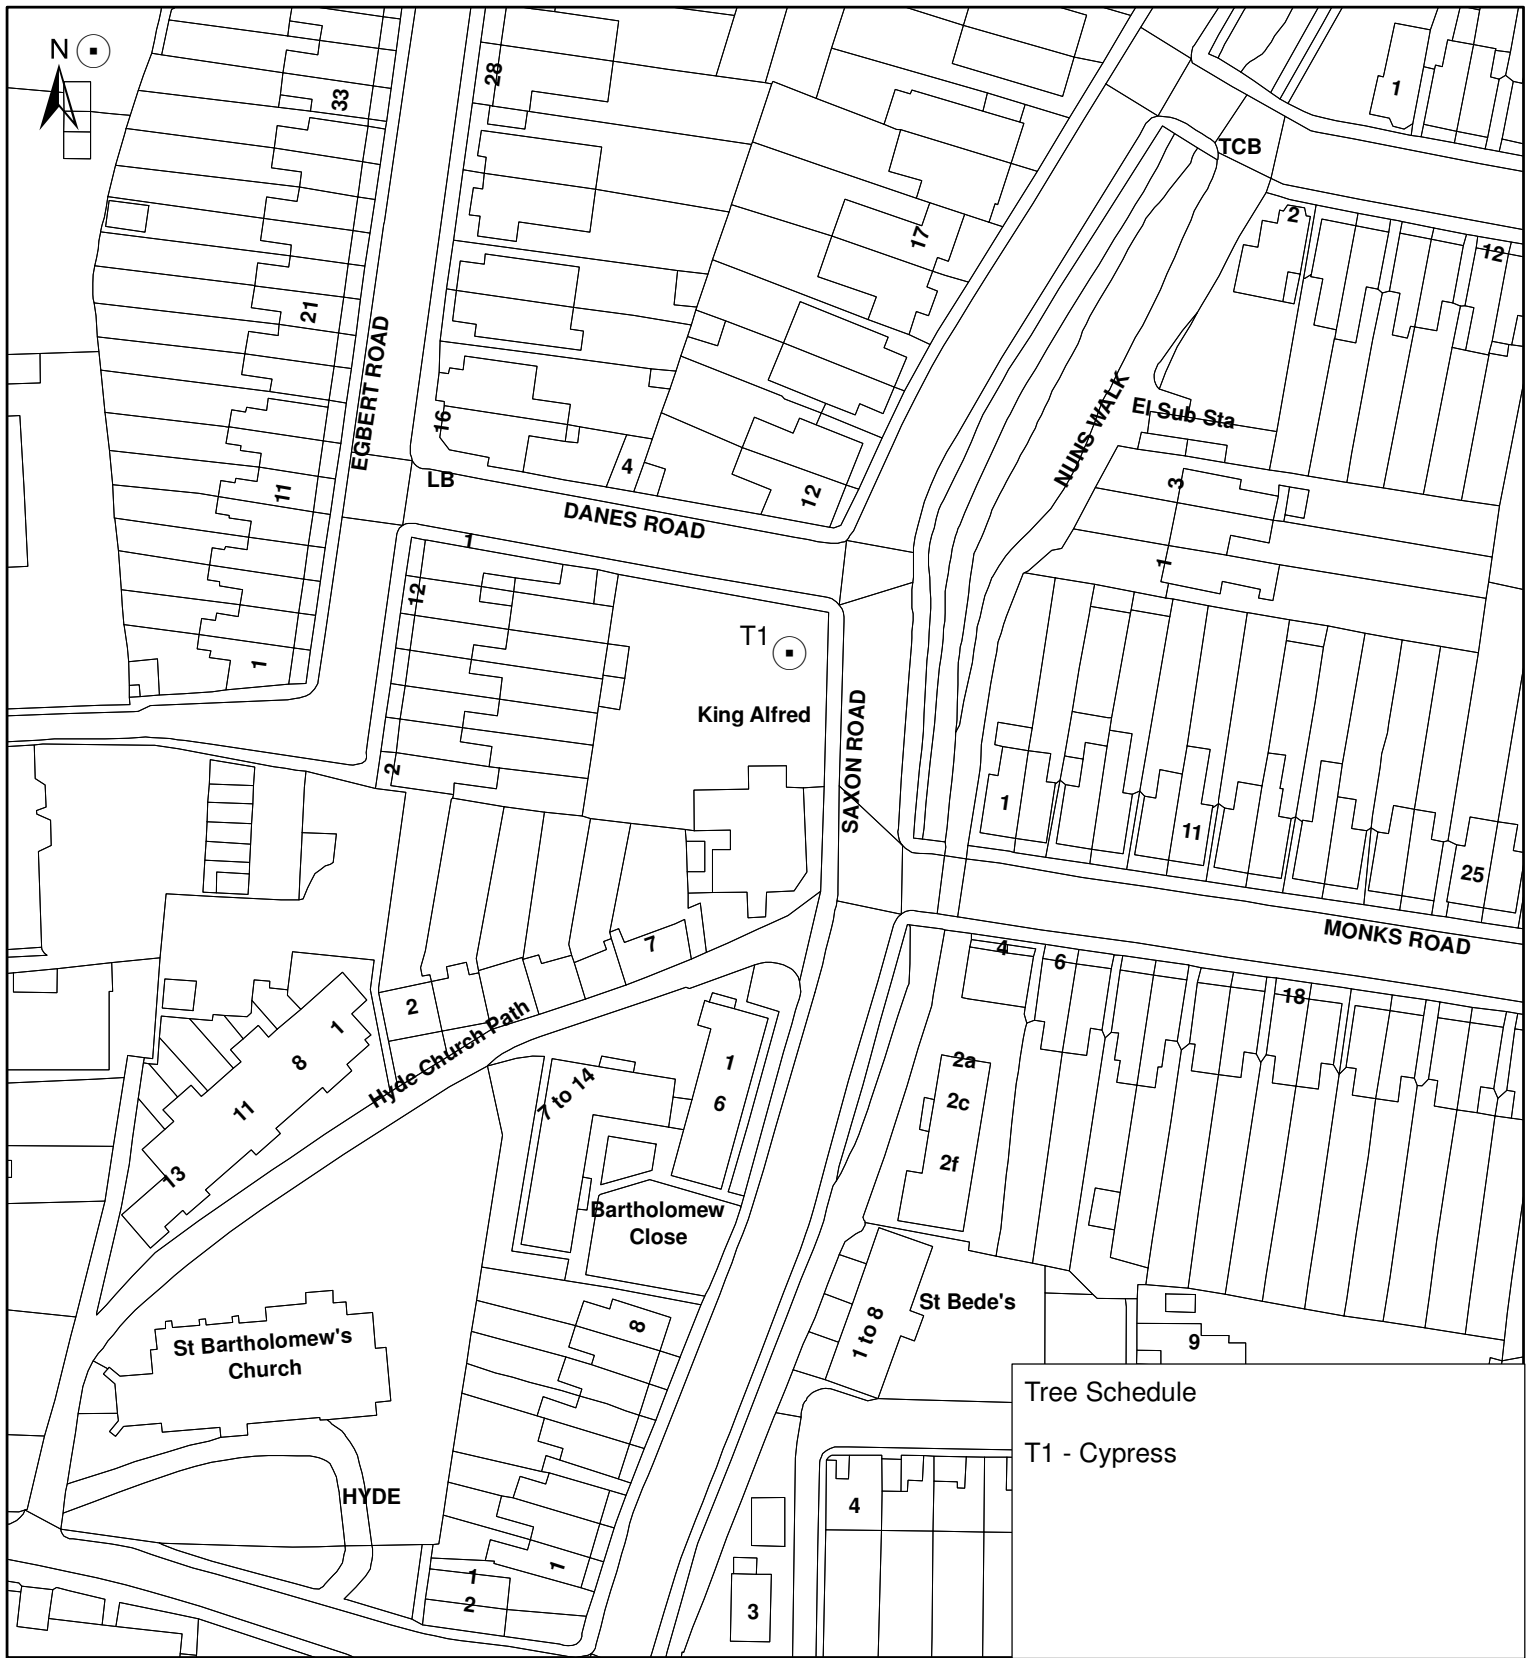 N
33
28
1
TCB
2
12
17
21
EGBERT ROAD
16
NUNS WALK
El Sub Sta
LB
4
12
3
11
DANES ROAD
1
1
12
T1
1
King Alfred
SAXON ROAD
2
1
11
25
MONKS ROAD
7
4
6
18
2
Hyde Church Path
1
8
11
13
7 to 14
1
6
2a
2c
2f
Bartholomew
Close
St Bede's
1 to 8
8
9
St Bartholomew's
Church
Tree Schedule
T1 - Cypress
HYDE
4
1
1
2
3